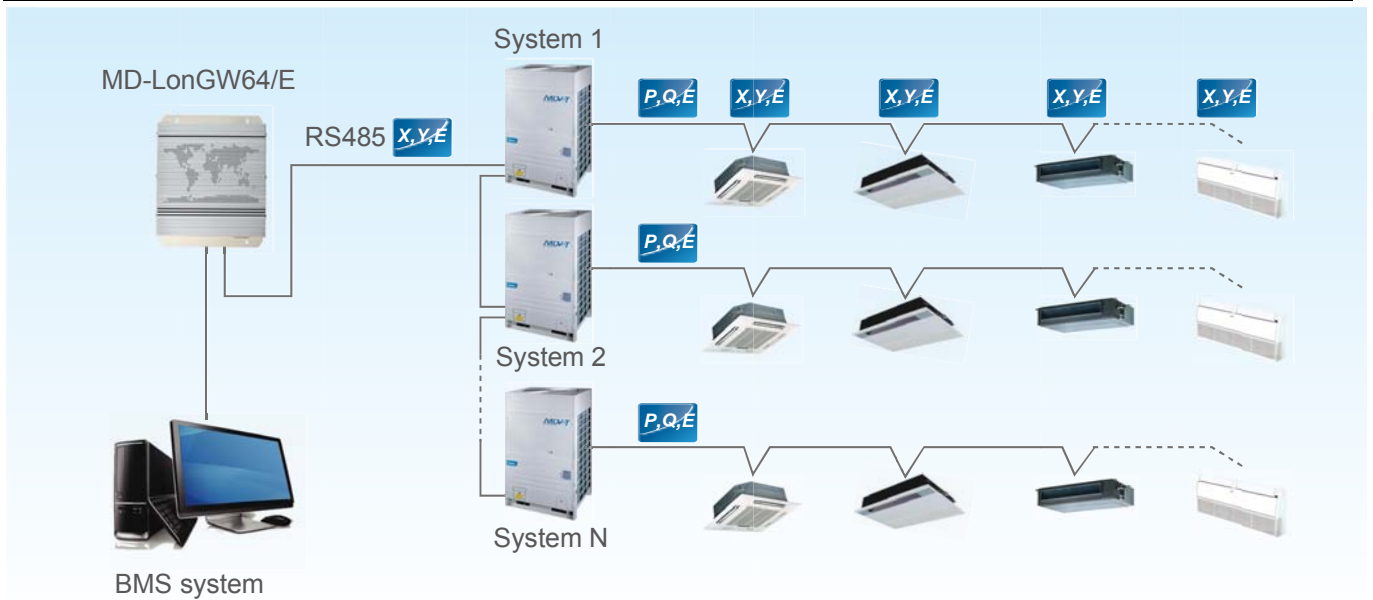 System 1
MD-LonGW64/E
P,Q,E
X,Y,E
X,Y,E
X,Y,E
X,Y,E
RS485 X,Y,E
P,Q,E
System 2
P,Q,E
System N
BMS system